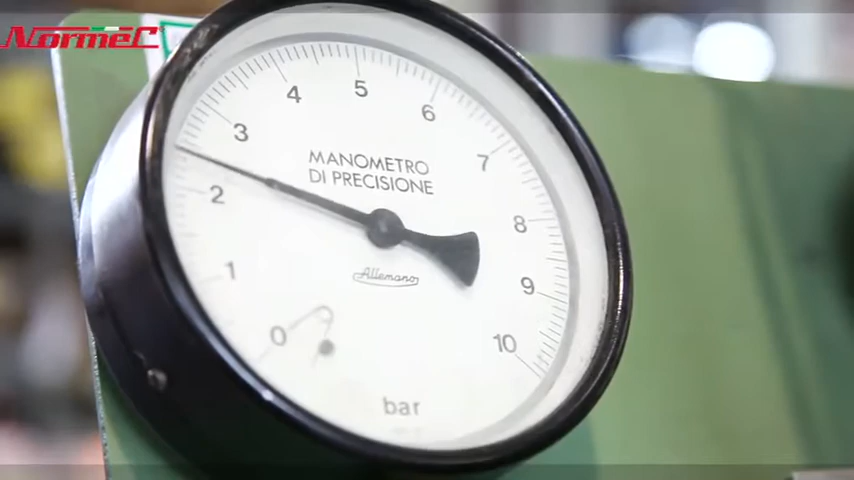 NormEC
4 5 6
3 7
MANOMETRO
DI PRECISIONE
2 8
Allemano
1 9
0 10
bar